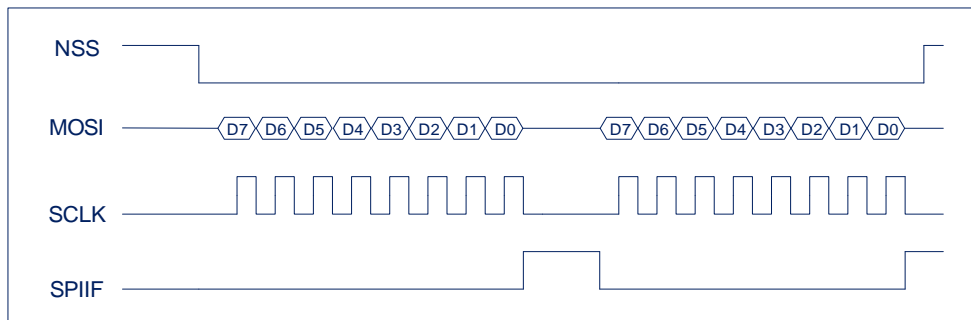 NSS
MOSI D7 D6 D5 D4 D3 D2 D1 D0 D7 D6 D5 D4 D3 D2 D1 D0
SCLK
SPIIF